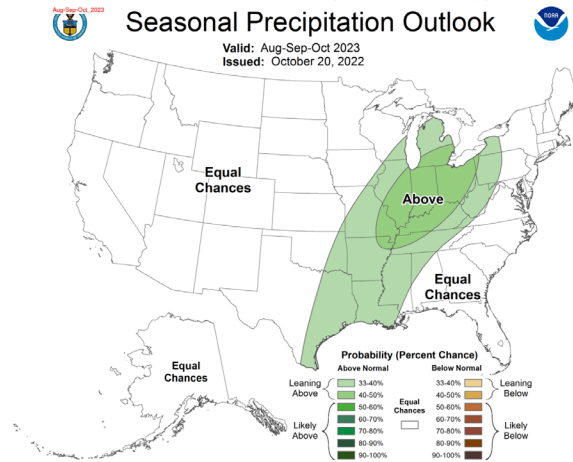 Aug-Sep-Oct_2023
Seasonal Precipitation Outlook
NOAA
Valid: Aug-Sep-Oct 2023
Issued: October 20, 2022
Equal
Chances
Above
Equal
Chances
Equal
Chances
Probability (Percent Chance)
Above Normal
Below Normal
Leaning
Above
33-40%
40-50%
Likely
Above
50-60%
60-70%
70-80%
80-90%
90-100%
Equal
Chances
33-40%
40-50%
Leaning
Below
50-60%
60-70%
70-80%
80-90%
90-100%
Likely
Below